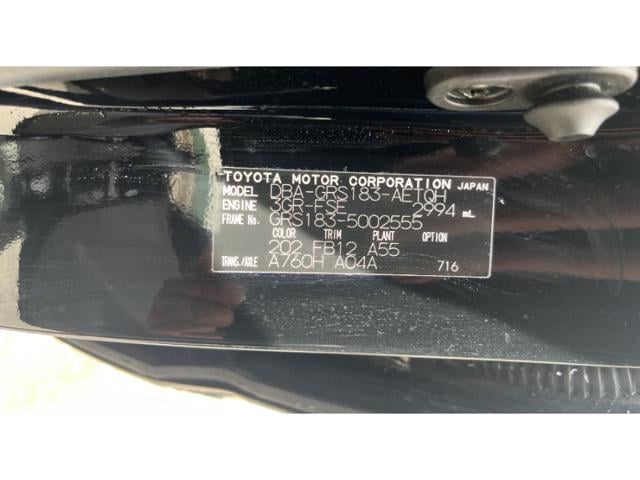 TOYOTA MOTOR CORPORATION JAPAN
MODEL DBA-GRS183-AETQH
ENGINE 3GR-FSE 2994 mL
FRAME No. GRS183-5002555
COLOR TRIM PLANT OPTION
202 FB12 A55
TRANS./AXLE A760H A04A 716